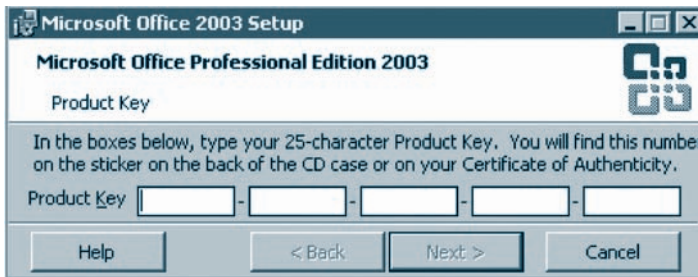 Microsoft Office 2003 Setup
Microsoft Office Professional Edition 2003
Product Key
In the boxes below, type your 25-character Product Key. You will find this number
on the sticker on the back of the CD case or on your Certificate of Authenticity.
Product Key - - - -
Help < Back Next > Cancel